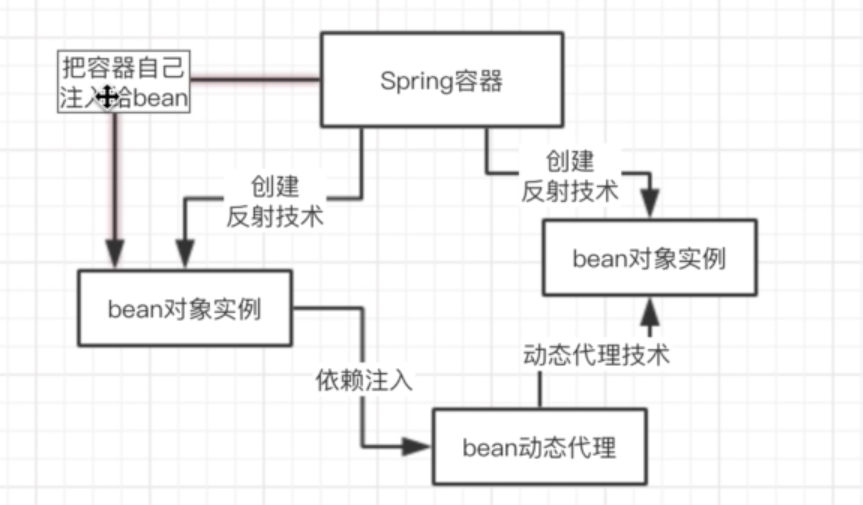 把容器自己
注入给bean
Spring容器
创建
反射技术
创建
反射技术
bean对象实例
bean对象实例
动态代理技术
依赖注入
bean动态代理